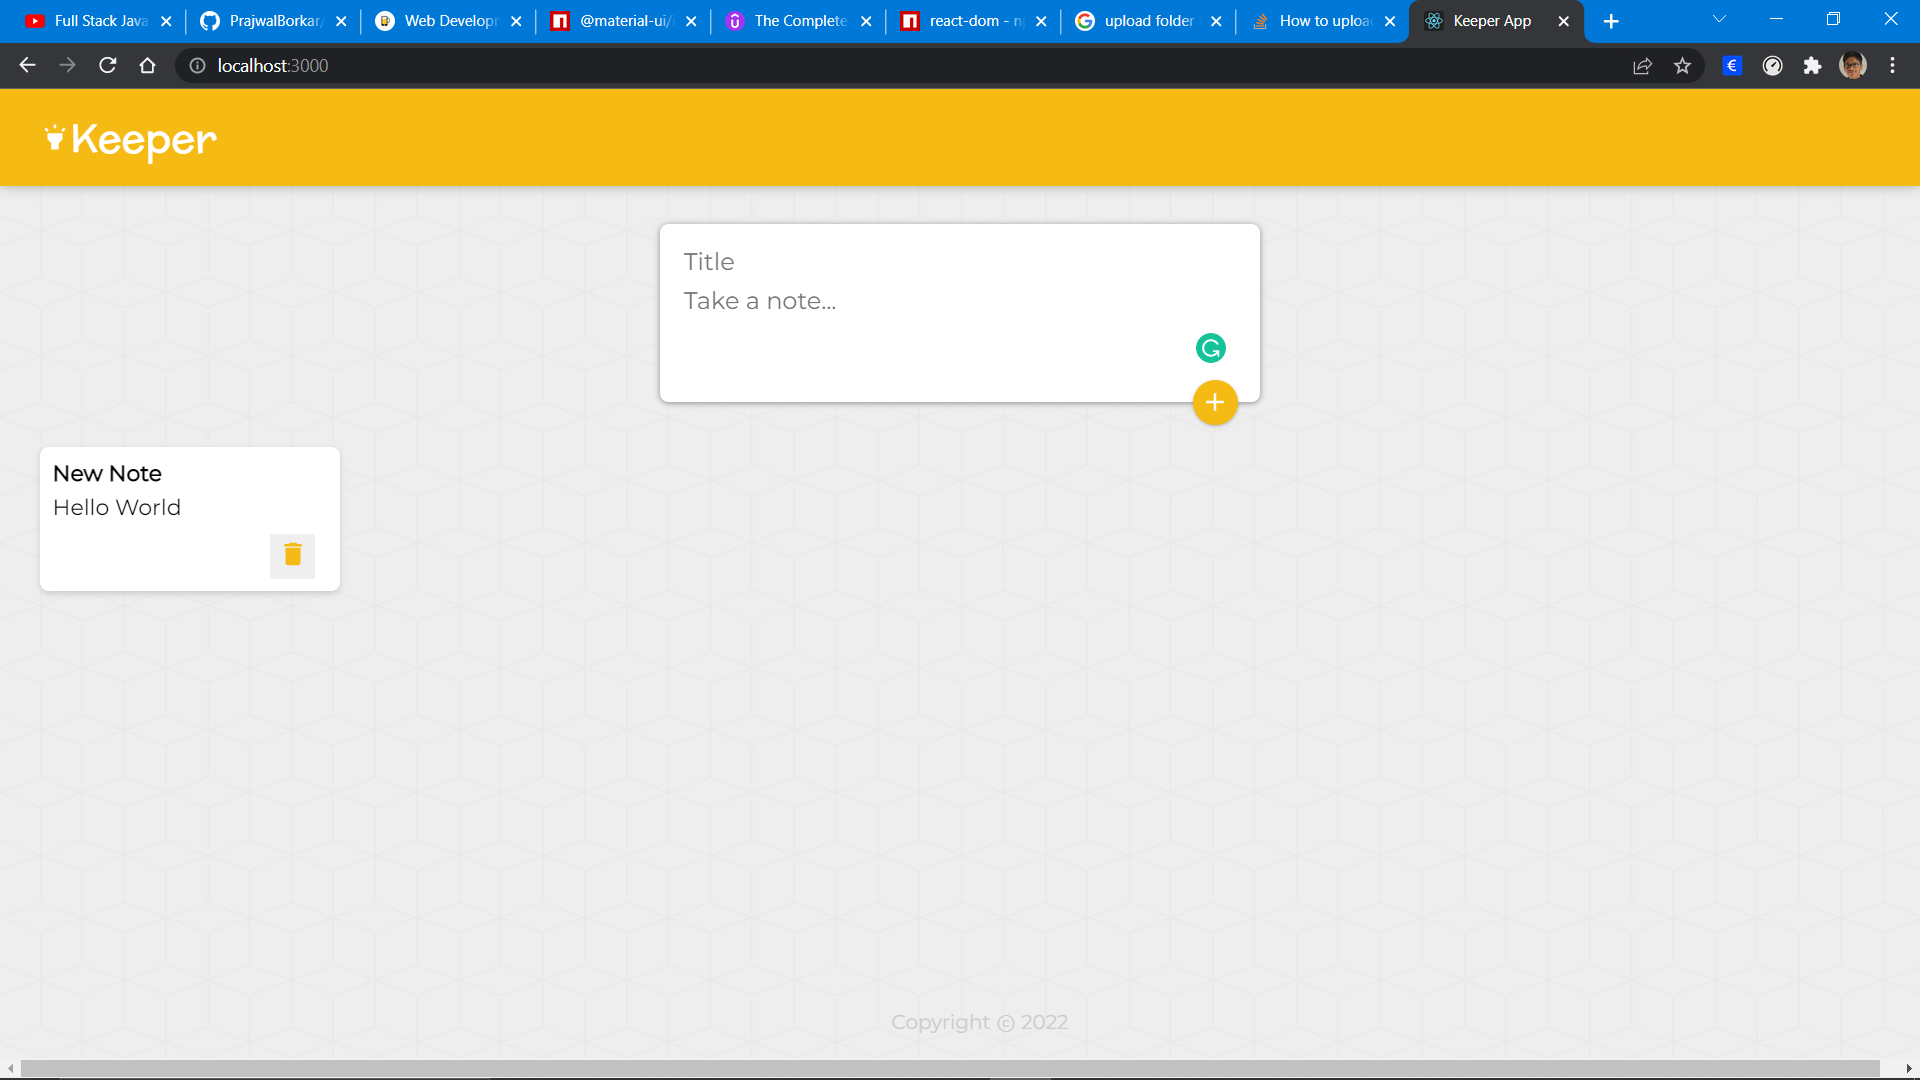 Full Stack Java
PrajwalBorkar/
Web Develop
@material-ui/
The Complete
react-dom - n
upload folder
How to uploa
Keeper App
localhost:3000
€
Keeper
Title
Take a note...
New Note
Hello World
Copyright © 2022